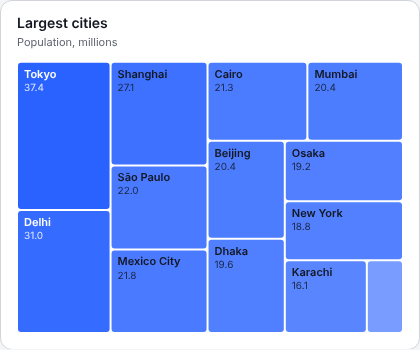 Largest cities
Population, millions
Tokyo
37.4
Delhi
31.0
Shanghai
27.1
São Paulo
22.0
Mexico City
21.8
Cairo
21.3
Mumbai
20.4
Beijing
20.4
Dhaka
19.6
Osaka
19.2
New York
18.8
Karachi
16.1